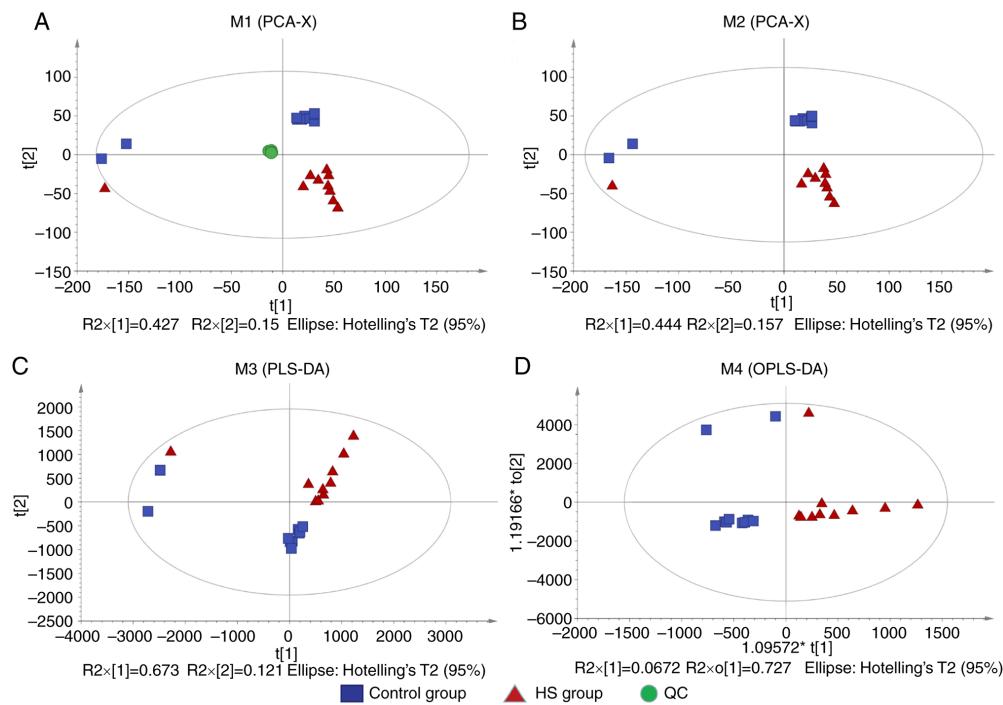 A
M1 (PCA-X)
t[2]
100
50
0
–50
–100
–150
–200 –150 –100 –50 0 50 100 150
t[1]
R2×[1]=0.427 R2×[2]=0.15 Ellipse: Hotelling's T2 (95%)
B
M2 (PCA-X)
t[2]
100
50
0
–50
–100
–150
–200 –150 –100 –50 0 50 100 150
t[1]
R2×[1]=0.444 R2×[2]=0.157 Ellipse: Hotelling's T2 (95%)
C
M3 (PLS-DA)
t[2]
2000
1500
1000
500
0
–500
–1000
–1500
–2000
–2500
–4000 –3000 –2000 –1000 0 1000 2000 3000
t[1]
R2×[1]=0.673 R2×[2]=0.121 Ellipse: Hotelling's T2 (95%)
D
M4 (OPLS-DA)
1.19166* to[2]
4000
2000
0
–2000
–4000
–6000
–2000 –1500 –1000 –500 0 500 1000 1500
1.09572* t[1]
R2×[1]=0.0672 R2×o[1]=0.727 Ellipse: Hotelling's T2 (95%)
Control group HS group QC